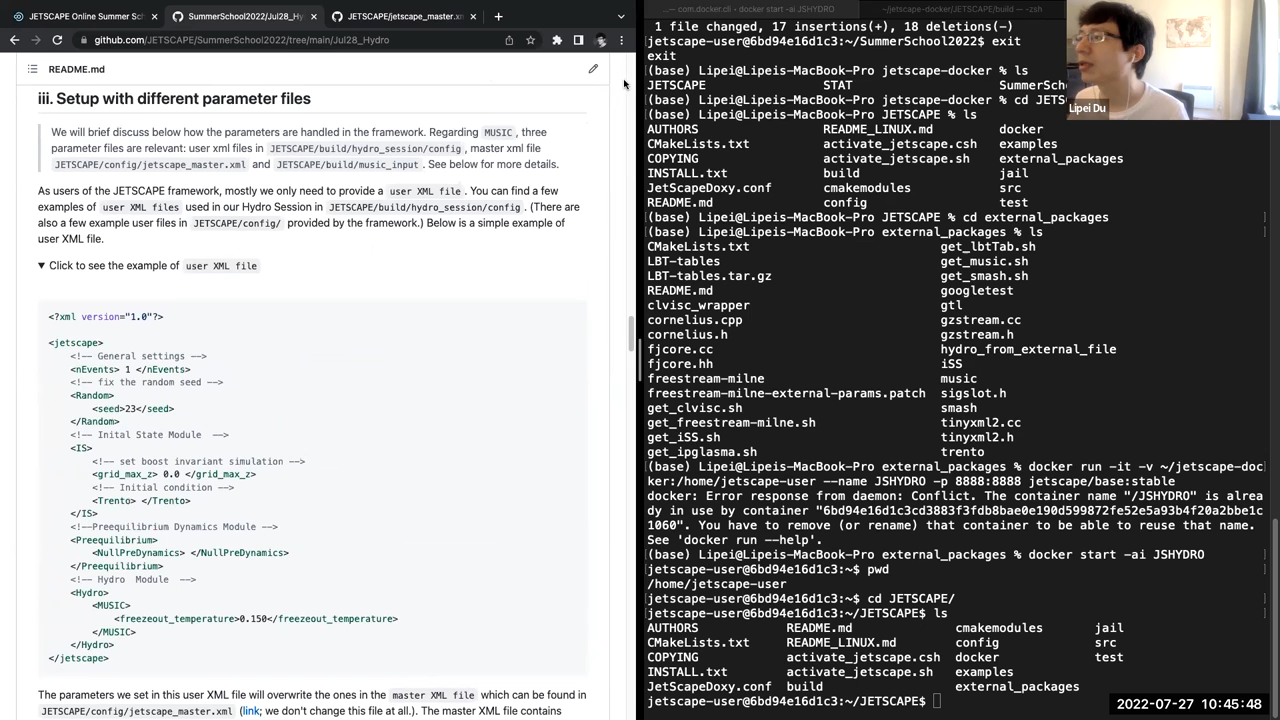 JETSCAPE Online Summer Sch
SummerSchool2022/Jul28_Hydro
JETSCAPE/jetscape_master.xml
github.com/JETSCAPE/SummerSchool2022/tree/main/Jul28_Hydro
README.md
iii. Setup with different parameter files
We will brief discuss below how the parameters are handled in the framework. Regarding MUSIC, three
parameter files are relevant: user xml files in JETSCAPE/build/hydro_session/config, master xml file
JETSCAPE/config/jetscape_master.xml and JETSCAPE/build/music_input. See below for more details.
As users of the JETSCAPE framework, mostly we only need to provide a user XML file. You can find a few
examples of user XML files used in our Hydro Session in JETSCAPE/build/hydro_session/config. (There are
also a few example user files in JETSCAPE/config/ provided by the framework.) Below is a simple example of
user XML file.
▼ Click to see the example of user XML file
<?xml version="1.0"?>
<jetscape>
<!-- General settings -->
<nEvents> 1 </nEvents>
<!-- fix the random seed -->
<Random>
<seed>23</seed>
</Random>
<!-- Inital State Module -->
<IS>
<!-- set boost invariant simulation -->
<grid_max_z> 0.0 </grid_max_z>
<!-- Initial condition -->
<Trento> </Trento>
</IS>
<!--Preequilibrium Dynamics Module -->
<Preequilibrium>
<NullPreDynamics> </NullPreDynamics>
</Preequilibrium>
<!-- Hydro Module -->
<Hydro>
<MUSIC>
<freezeout_temperature>0.150</freezeout_temperature>
</MUSIC>
</Hydro>
</jetscape>
The parameters we set in this user XML file will overwrite the ones in the master XML file which can be found in
JETSCAPE/config/jetscape_master.xml (link; we don't change this file at all.). The master XML file contains
... — com.docker.cli ‹ docker start -ai JSHYDRO
~/jetscape-docker/JETSCAPE/build — -zsh
1 file changed, 17 insertions(+), 18 deletions(-)
jetscape-user@6bd94e16d1c3:~/SummerSchool2022$ exit
exit
(base) Lipei@Lipeis-MacBook-Pro jetscape-docker % ls
JETSCAPE STAT SummerSch
(base) Lipei@Lipeis-MacBook-Pro jetscape-docker % cd JETS
(base) Lipei@Lipeis-MacBook-Pro JETSCAPE % ls
AUTHORS README_LINUX.md docker
CMakeLists.txt activate_jetscape.csh examples
COPYING activate_jetscape.sh external_packages
INSTALL.txt build jail
JetScapeDoxy.conf cmakemodules src
README.md config test
(base) Lipei@Lipeis-MacBook-Pro JETSCAPE % cd external_packages
(base) Lipei@Lipeis-MacBook-Pro external_packages % ls
CMakeLists.txt get_lbtTab.sh
LBT-tables get_music.sh
LBT-tables.tar.gz get_smash.sh
README.md googletest
clvisc_wrapper gtl
cornelius.cpp gzstream.cc
cornelius.h gzstream.h
fjcore.cc hydro_from_external_file
fjcore.hh iSS
freestream-milne music
freestream-milne-external-params.patch sigslot.h
get_clvisc.sh smash
get_freestream-milne.sh tinyxml2.cc
get_iSS.sh tinyxml2.h
get_ipglasma.sh trento
(base) Lipei@Lipeis-MacBook-Pro external_packages % docker run -it -v ~/jetscape-doc
ker:/home/jetscape-user --name JSHYDRO -p 8888:8888 jetscape/base:stable
docker: Error response from daemon: Conflict. The container name "/JSHYDRO" is alrea
dy in use by container "6bd94e16d1c3cd3883f3fdb8ae0e190d599872fe52e5a93b4f20a2bbe1c
1060". You have to remove (or rename) that container to be able to reuse that name.
See 'docker run --help'.
(base) Lipei@Lipeis-MacBook-Pro external_packages % docker start -ai JSHYDRO
jetscape-user@6bd94e16d1c3:~$ pwd
/home/jetscape-user
jetscape-user@6bd94e16d1c3:~$ cd JETSCAPE/
jetscape-user@6bd94e16d1c3:~/JETSCAPE$ ls
AUTHORS README.md cmakemodules jail
CMakeLists.txt README_LINUX.md config src
COPYING activate_jetscape.csh docker test
INSTALL.txt activate_jetscape.sh examples
JetScapeDoxy.conf build external_packages
jetscape-user@6bd94e16d1c3:~/JETSCAPE$
Lipei Du
2022-07-27 10:45:48